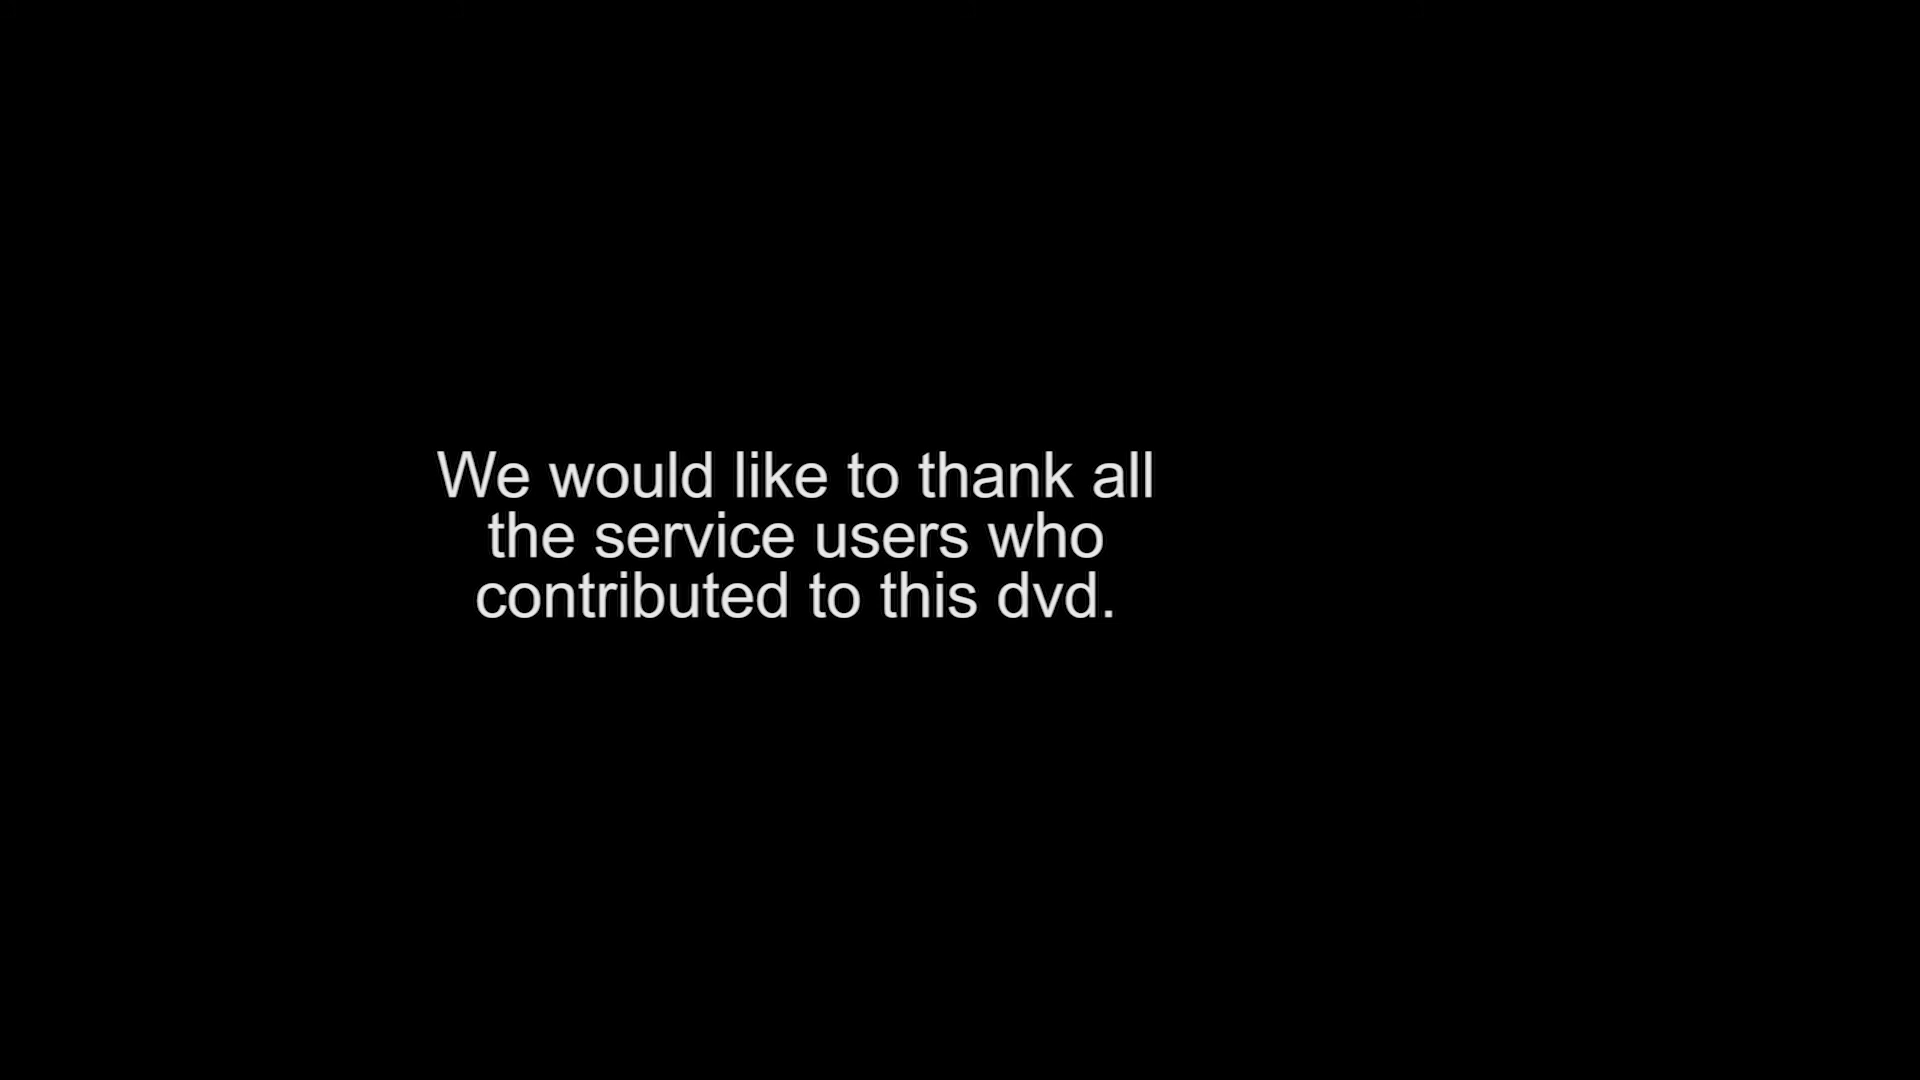 We would like to thank all
the service users who
contributed to this dvd.